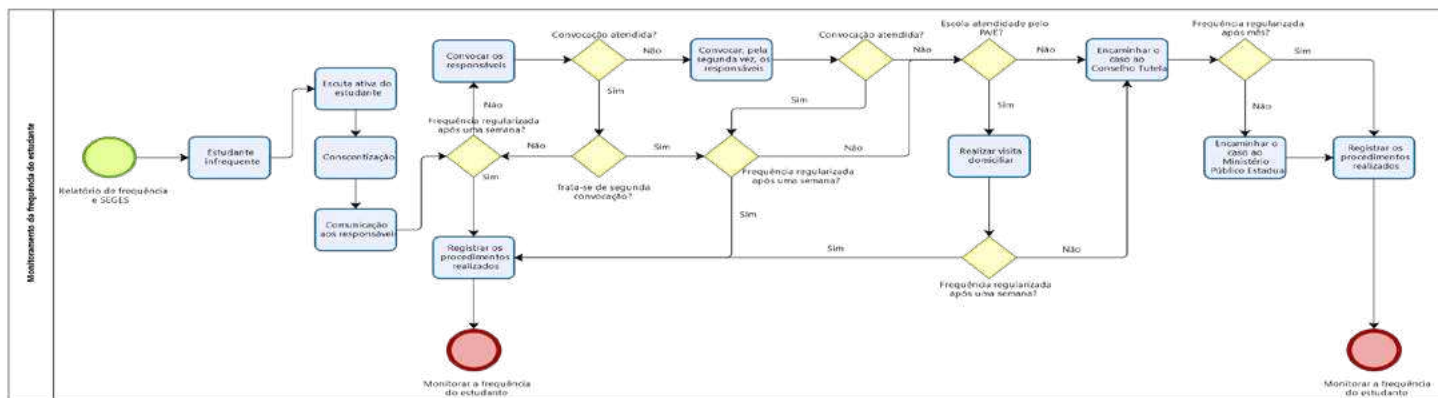 Monitoramento da frequência do estudante
Relatório de frequência
e SEGES
Estudante
infrequente
Escuta ativa do
estudante
Conscentização
Comunicação
aos responsáveis
Convocar os
responsáveis
Não
Frequência regularizada
após uma semana?
Sim
Registrar os
procedimentos
realizados
Monitorar a frequência
do estudante
Convocação atendida?
Não
Sim
Não
Sim
Trata-se de segunda
convocação?
Convocar, pela
segunda vez, os
responsáveis
Convocação atendida?
Não
Sim
Não
Frequência regularizada
após uma semana?
Sim
Escola atendidade pelo
PAIE?
Não
Sim
Realizar visita
domiciliar
Sim
Não
Frequência regularizada
após uma semana?
Encaminhar o
caso ao
Conselho Tutela
Frequência regularizada
após mês?
Sim
Não
Encaminhar o
caso ao Ministério
Público Estadua
Registrar os
procedimentos
realizados
Monitorar a frequência
do estudante